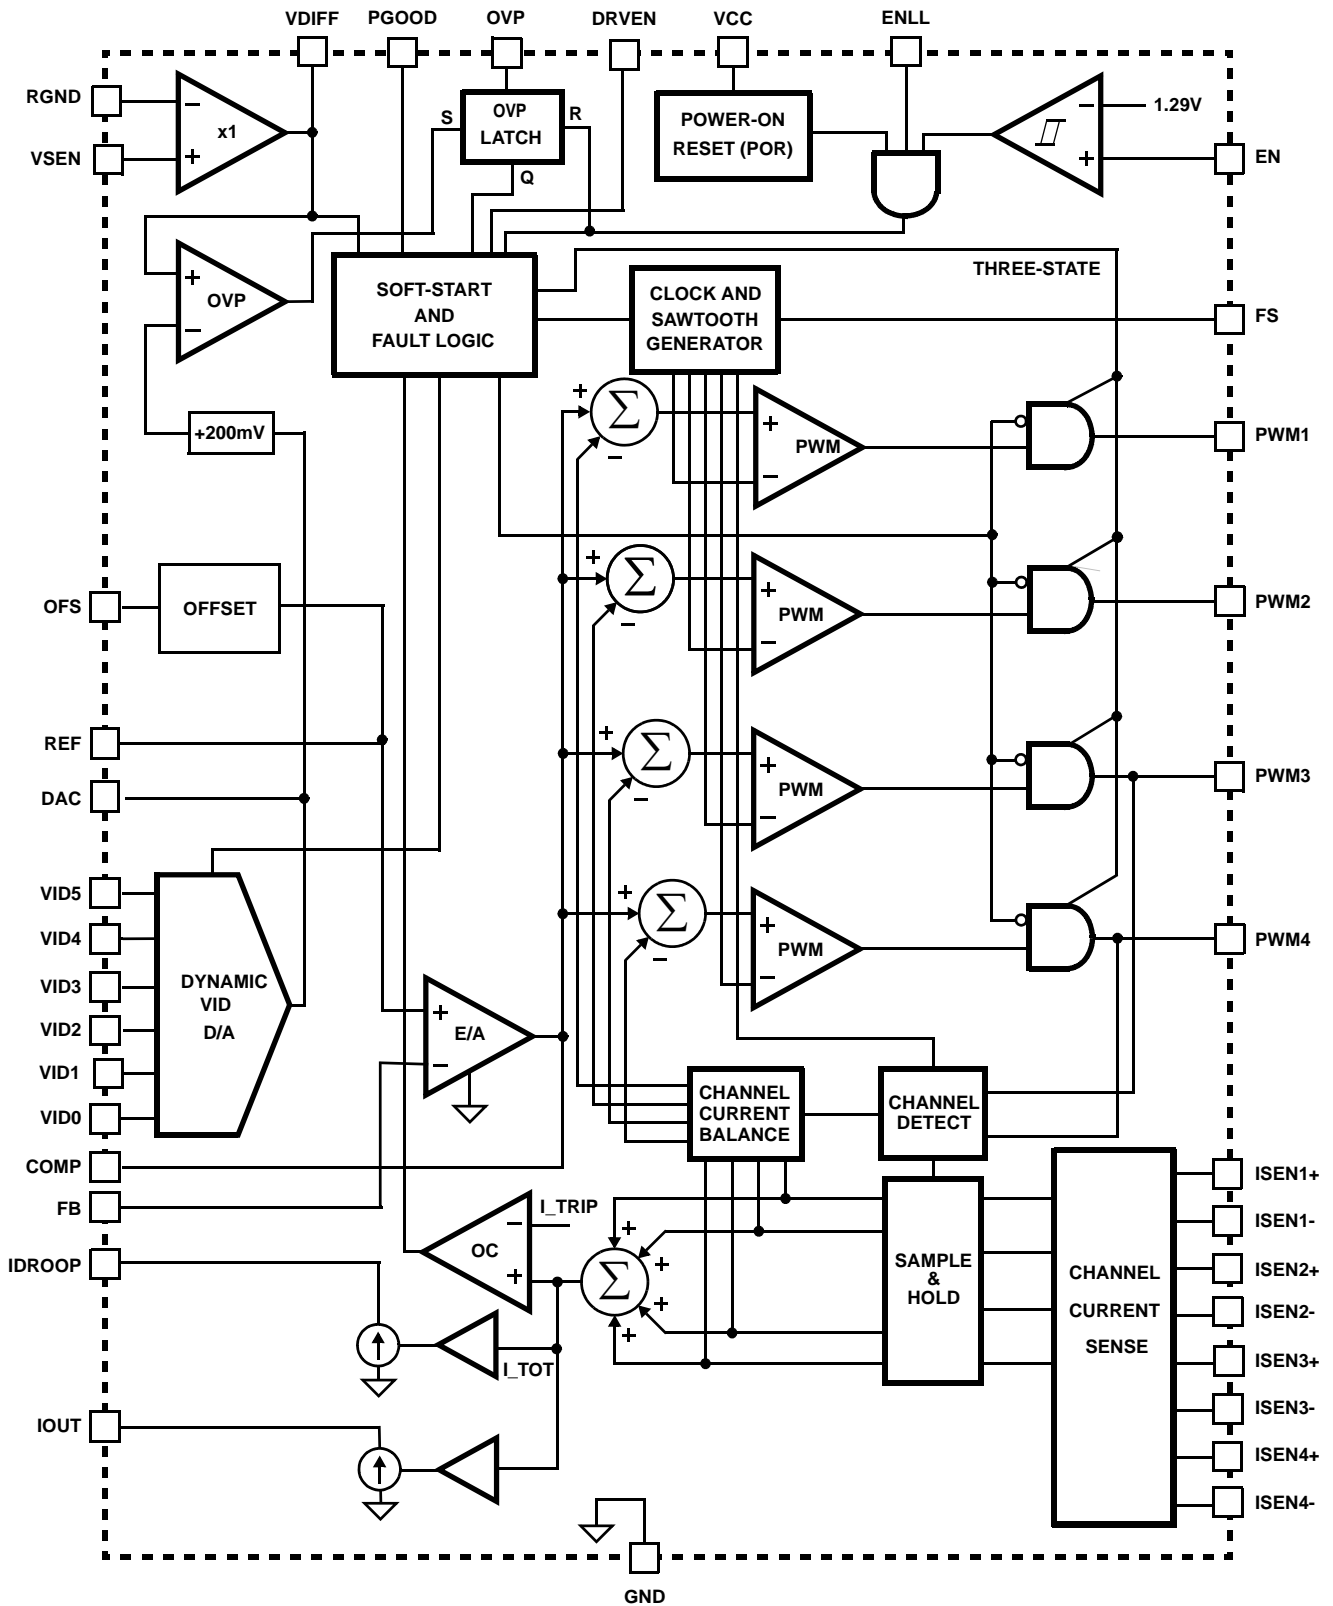 VDIFF PGOOD OVP DRVEN VCC ENLL
RGND
VSEN
−
x1
+
S
OVP
LATCH
R
Q
POWER-ON
RESET (POR)
−
1.29V
+
EN
+
OVP
−
SOFT-START
AND
FAULT LOGIC
CLOCK AND
SAWTOOTH
GENERATOR
THREE-STATE
FS
+200mV
+
Σ
−
+
PWM
−
PWM1
OFS
OFFSET
+
Σ
−
+
PWM
−
PWM2
REF
DAC
+
Σ
−
+
PWM
−
PWM3
VID5
VID4
VID3
VID2
VID1
VID0
DYNAMIC
VID
D/A
+
Σ
−
+
PWM
−
PWM4
+
E/A
−
COMP
FB
CHANNEL
CURRENT
BALANCE
CHANNEL
DETECT
IDROOP
I_TRIP
−
OC
+
+
+
Σ
+
+
SAMPLE
&
HOLD
CHANNEL
CURRENT
SENSE
I_TOT
IOUT
ISEN1+
ISEN1-
ISEN2+
ISEN2-
ISEN3+
ISEN3-
ISEN4+
ISEN4-
GND